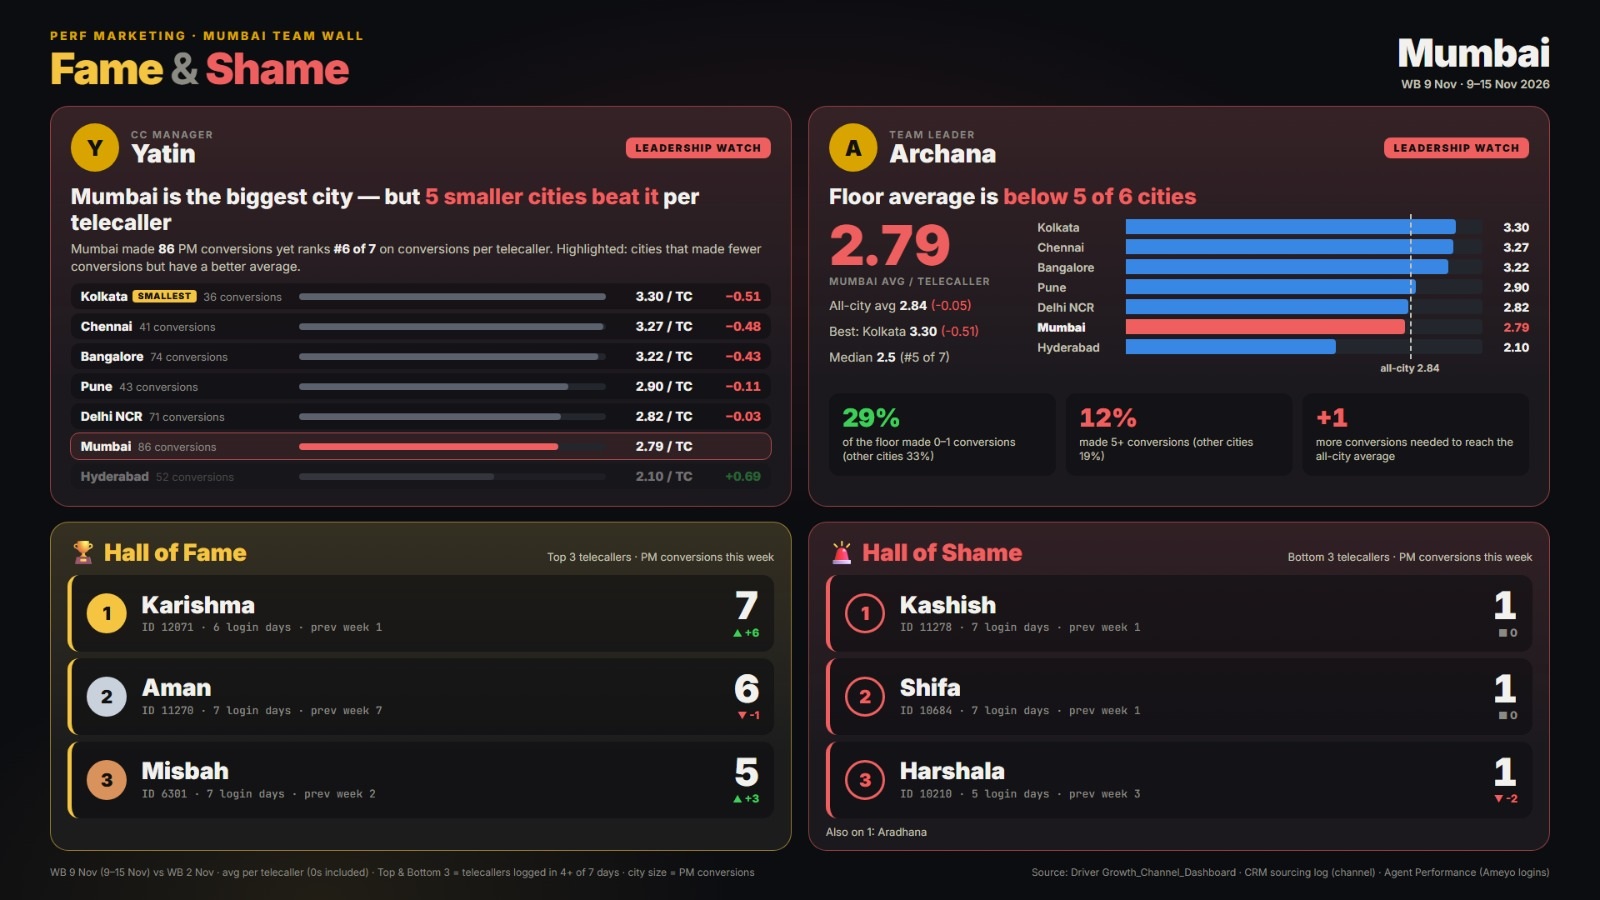 PERF MARKETING · MUMBAI TEAM WALL
Fame & Shame
Mumbai
WB 9 Nov · 9–15 Nov 2026
Y
CC MANAGER
Yatin
LEADERSHIP WATCH
Mumbai is the biggest city — but 5 smaller cities beat it per
telecaller
Mumbai made 86 PM conversions yet ranks #6 of 7 on conversions per telecaller. Highlighted: cities that made fewer
conversions but have a better average.
Kolkata SMALLEST 36 conversions 3.30 / TC −0.51
Chennai 41 conversions 3.27 / TC −0.48
Bangalore 74 conversions 3.22 / TC −0.43
Pune 43 conversions 2.90 / TC −0.11
Delhi NCR 71 conversions 2.82 / TC −0.03
Mumbai 86 conversions 2.79 / TC
Hyderabad 52 conversions 2.10 / TC +0.69
A
TEAM LEADER
Archana
LEADERSHIP WATCH
Floor average is below 5 of 6 cities
2.79
MUMBAI AVG / TELECALLER
All-city avg 2.84 (-0.05)
Best: Kolkata 3.30 (-0.51)
Median 2.5 (#5 of 7)
Kolkata 3.30
Chennai 3.27
Bangalore 3.22
Pune 2.90
Delhi NCR 2.82
Mumbai 2.79
Hyderabad 2.10
all-city 2.84
29%
of the floor made 0–1 conversions
(other cities 33%)
12%
made 5+ conversions (other cities
19%)
+1
more conversions needed to reach the
all-city average
🏆 Hall of Fame
Top 3 telecallers · PM conversions this week
1 Karishma 7
ID 12071 · 6 login days · prev week 1 ▲ +6
2 Aman 6
ID 11270 · 7 login days · prev week 7 ▼ -1
3 Misbah 5
ID 6301 · 7 login days · prev week 2 ▲ +3
🚨 Hall of Shame
Bottom 3 telecallers · PM conversions this week
1 Kashish 1
ID 11278 · 7 login days · prev week 1 ■ 0
2 Shifa 1
ID 10684 · 7 login days · prev week 1 ■ 0
3 Harshala 1
ID 10210 · 5 login days · prev week 3 ▼ -2
Also on 1: Aradhana
WB 9 Nov (9–15 Nov) vs WB 2 Nov · avg per telecaller (0s included) · Top & Bottom 3 = telecallers logged in 4+ of 7 days · city size = PM conversions
Source: Driver Growth_Channel_Dashboard · CRM sourcing log (channel) · Agent Performance (Ameyo logins)